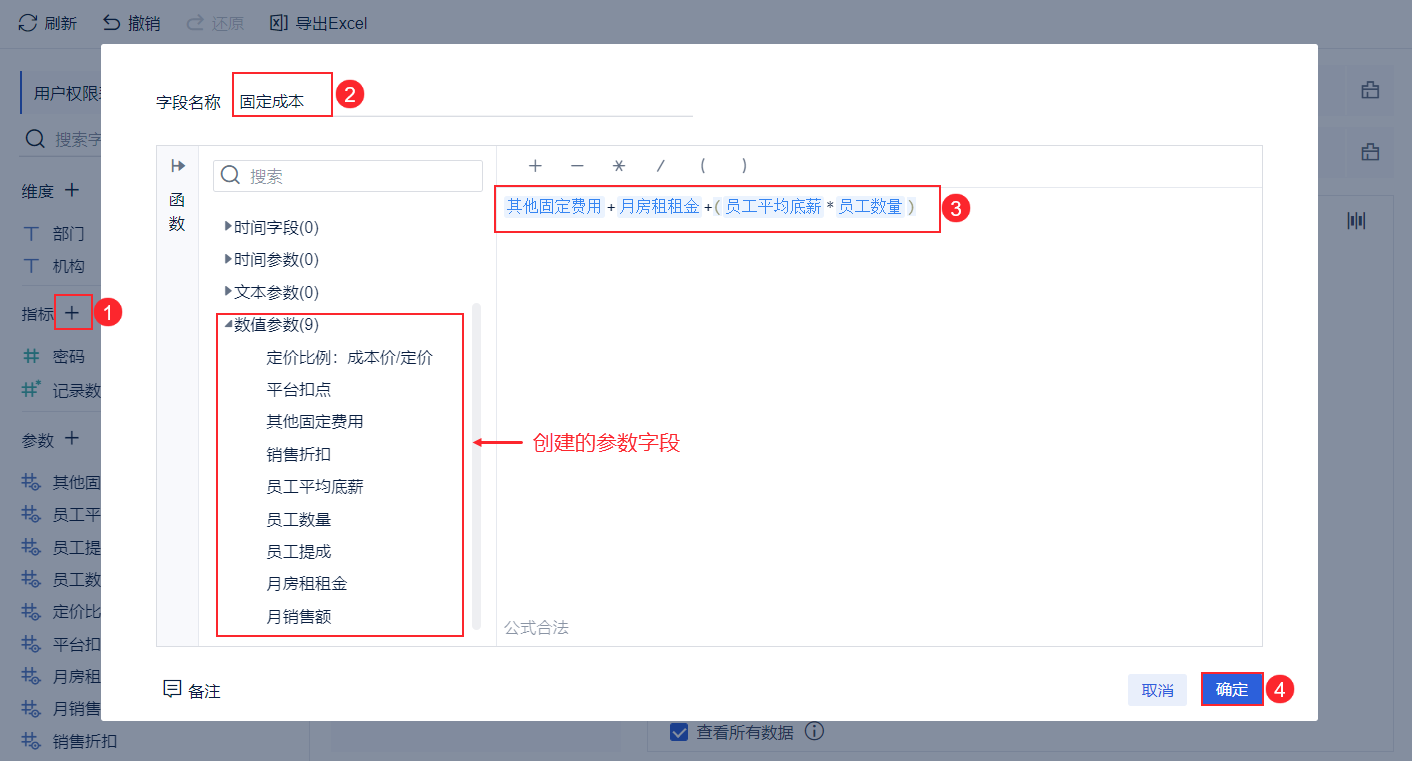 刷新 撤销 还原 导出Excel
字段名称 固定成本 2
用户权限
搜索 + − * / ( )
搜索字
函数
维度 +
其他固定费用+月房租租金+(员工平均底薪*员工数量) 3
时间字段(0)
部门
时间参数(0)
机构
文本参数(0)
指标 + 1
数值参数(9)
密码
定价比例：成本价/定价
记录数
平台扣点
其他固定费用
参数 +
创建的参数字段
销售折扣
其他固
员工平均底薪
员工平
员工数量
员工提
员工提成
员工数
月房租租金
定价比
月销售额
公式合法
平台扣
月房租
备注 取消 确定 4
月销售
查看所有数据
销售折扣